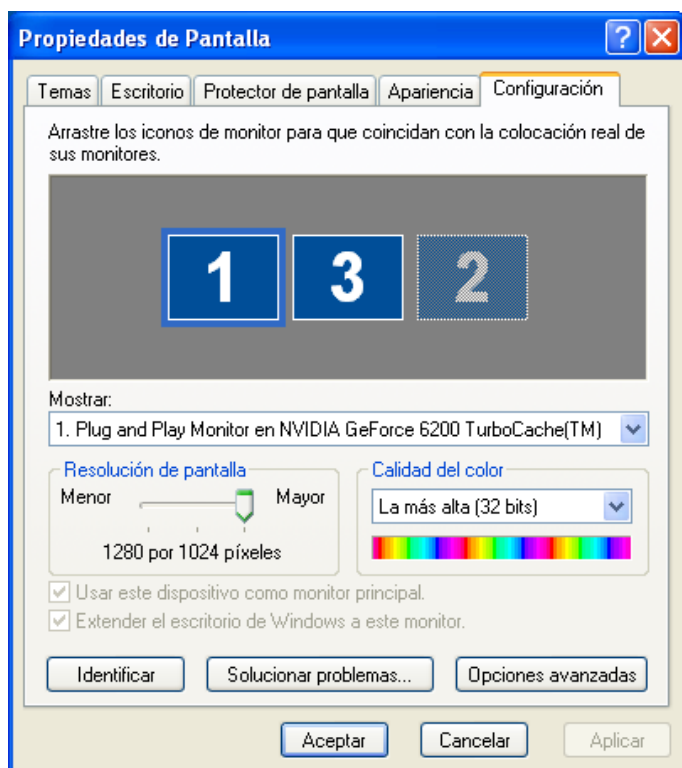 Propiedades de Pantalla
Temas Escritorio Protector de pantalla Apariencia Configuración
Arrastre los iconos de monitor para que coincidan con la colocación real de
sus monitores.
1 3 2
Mostrar:
1. Plug and Play Monitor en NVIDIA GeForce 6200 TurboCache(TM)
Resolución de pantalla
Menor Mayor
1280 por 1024 píxeles
Calidad del color
La más alta (32 bits)
Usar este dispositivo como monitor principal.
Extender el escritorio de Windows a este monitor.
Identificar Solucionar problemas... Opciones avanzadas
Aceptar Cancelar Aplicar